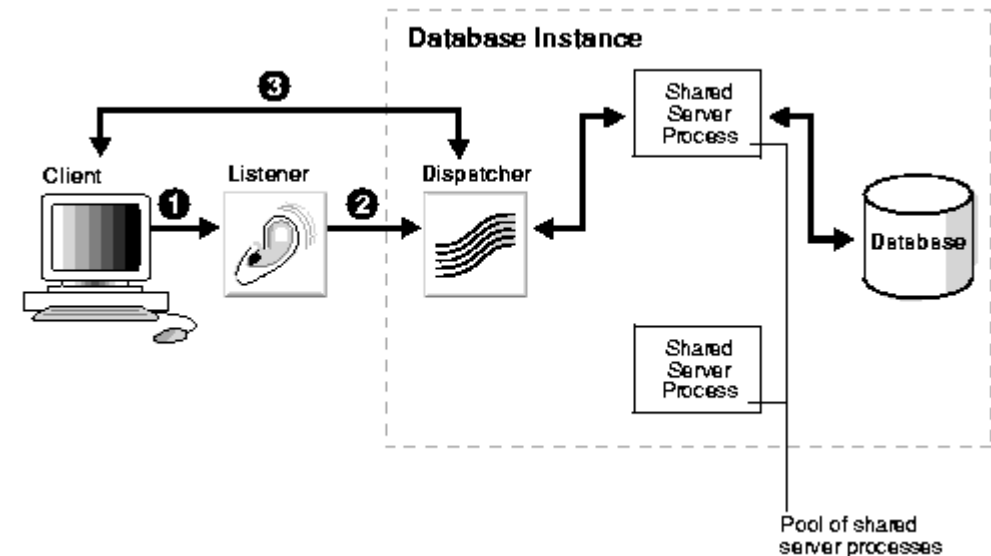 Database Instance
3
Shared
Server
Process
Client
Listener
Dispatcher
1
2
Database
Shared
Server
Process
Pool of shared
server processes